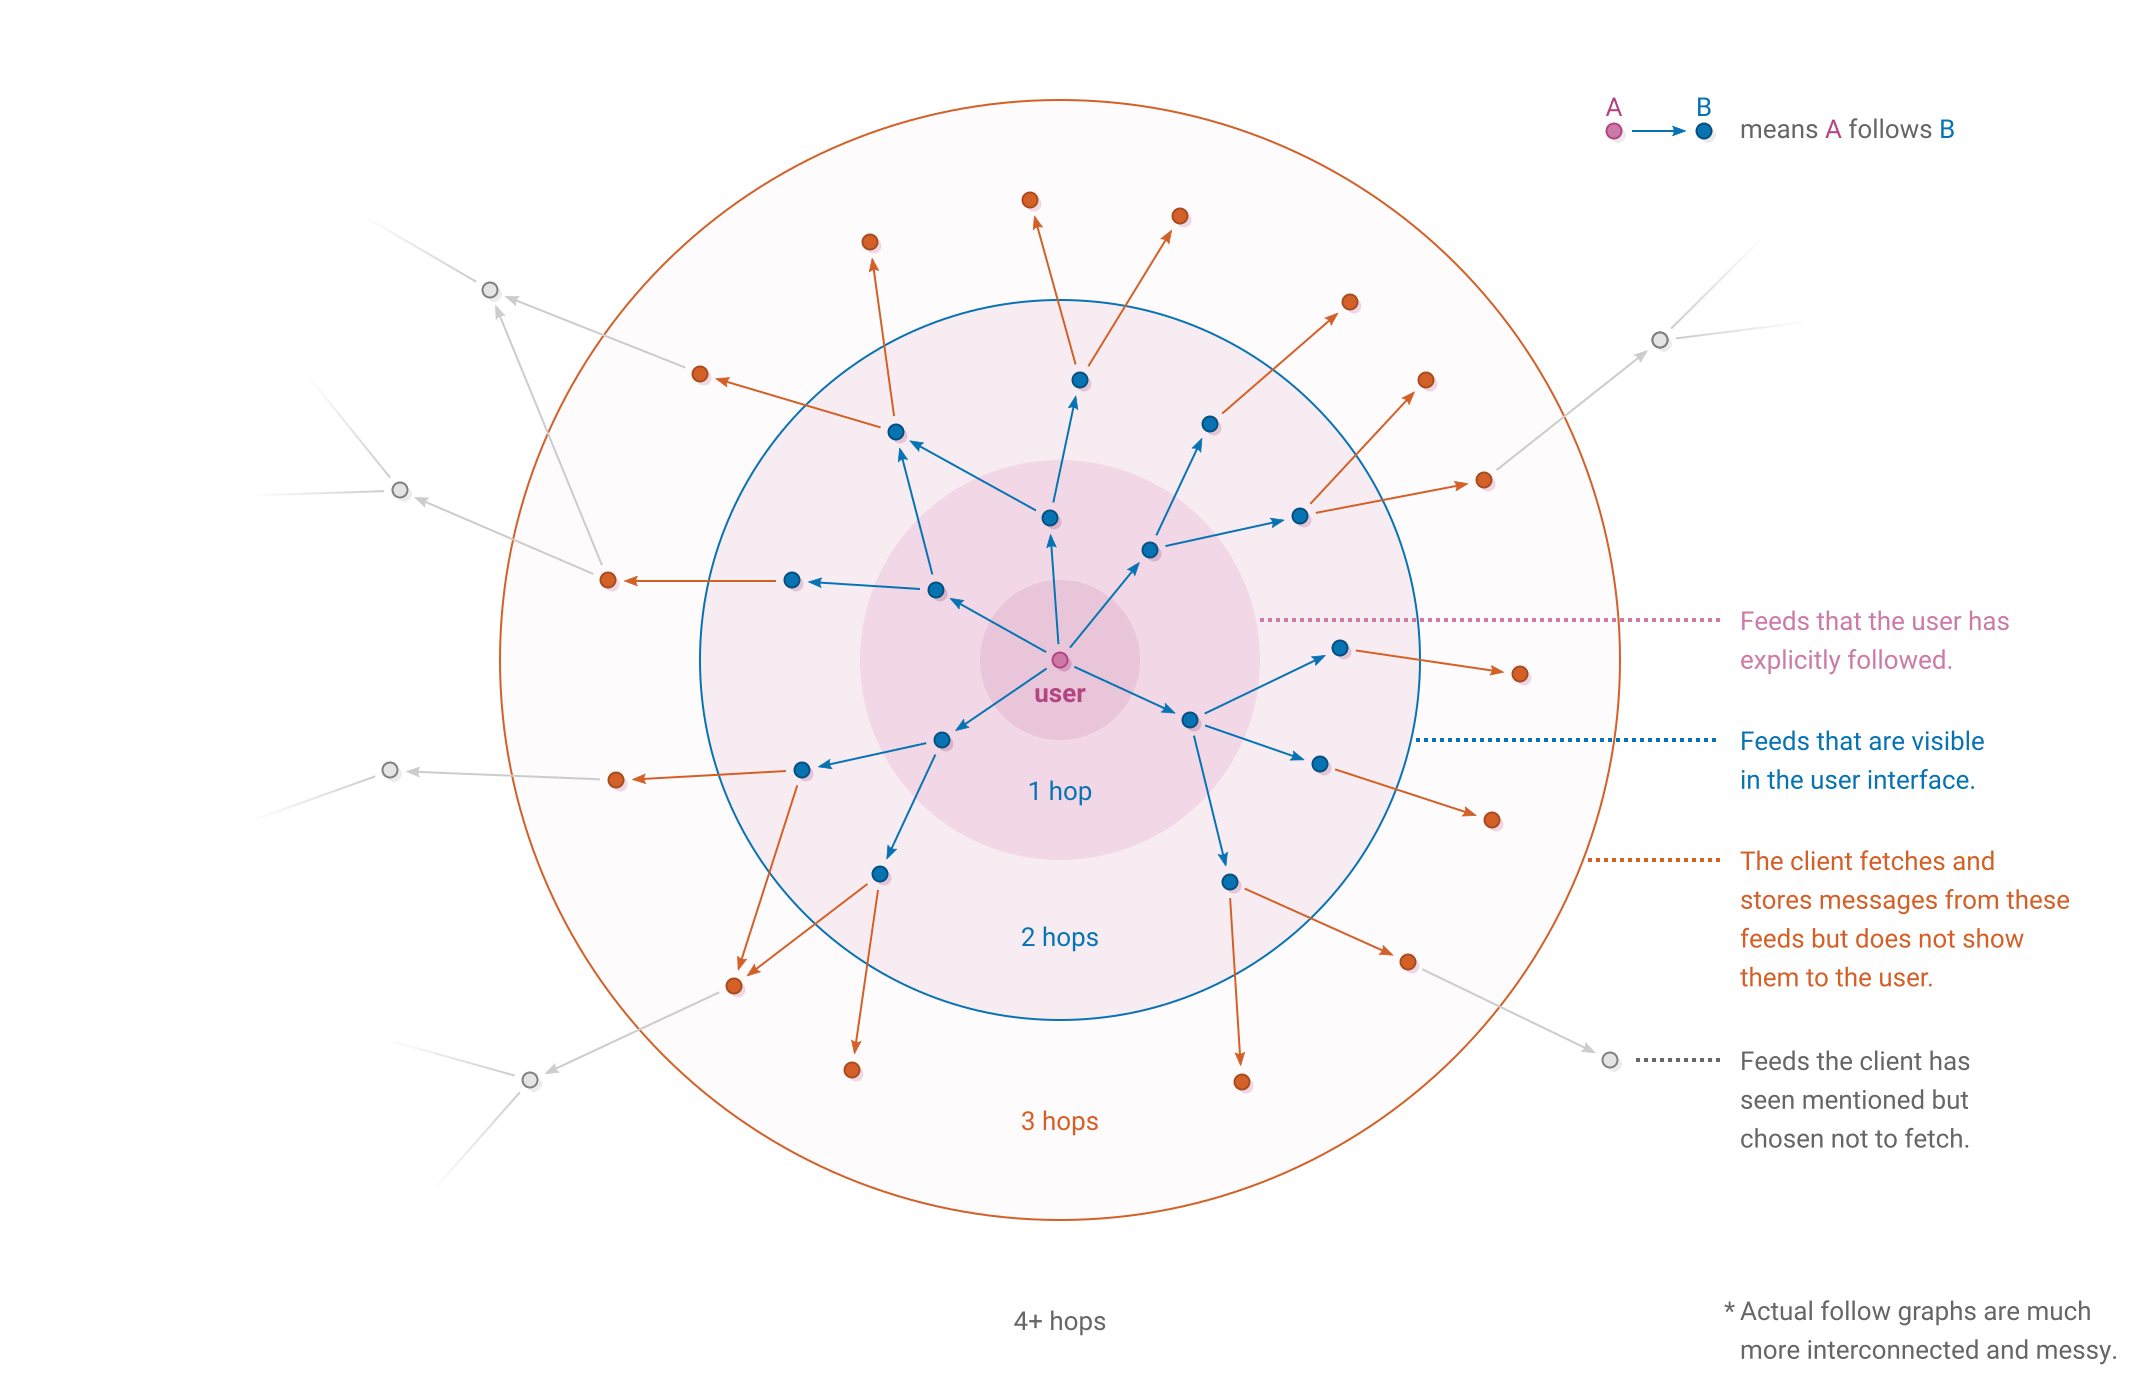 A B
means A follows B
user
1 hop
2 hops
3 hops
4+ hops
Feeds that the user has
explicitly followed.
Feeds that are visible
in the user interface.
The client fetches and
stores messages from these
feeds but does not show
them to the user.
Feeds the client has
seen mentioned but
chosen not to fetch.
* Actual follow graphs are much
more interconnected and messy.